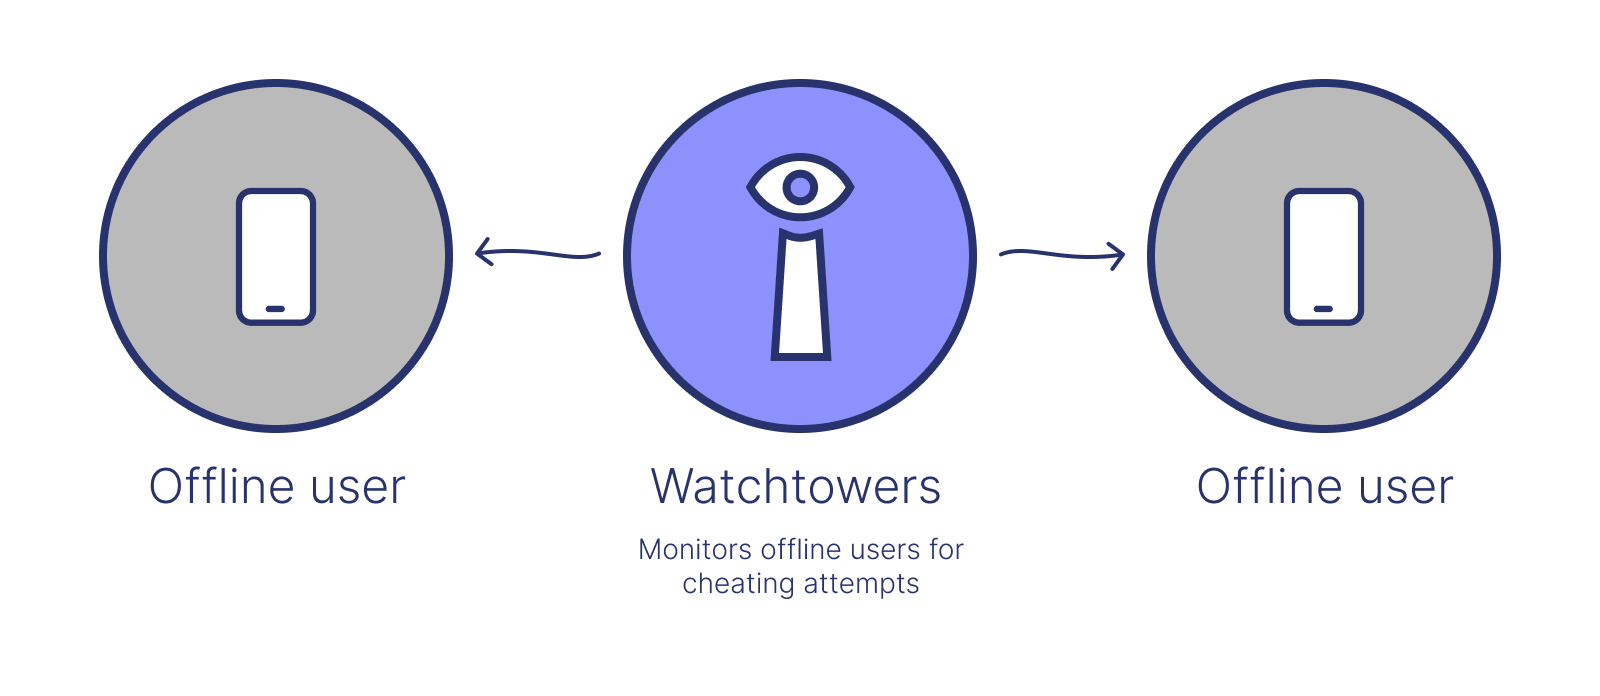 Offline user
Watchtowers
Offline user
Monitors offline users for
cheating attempts